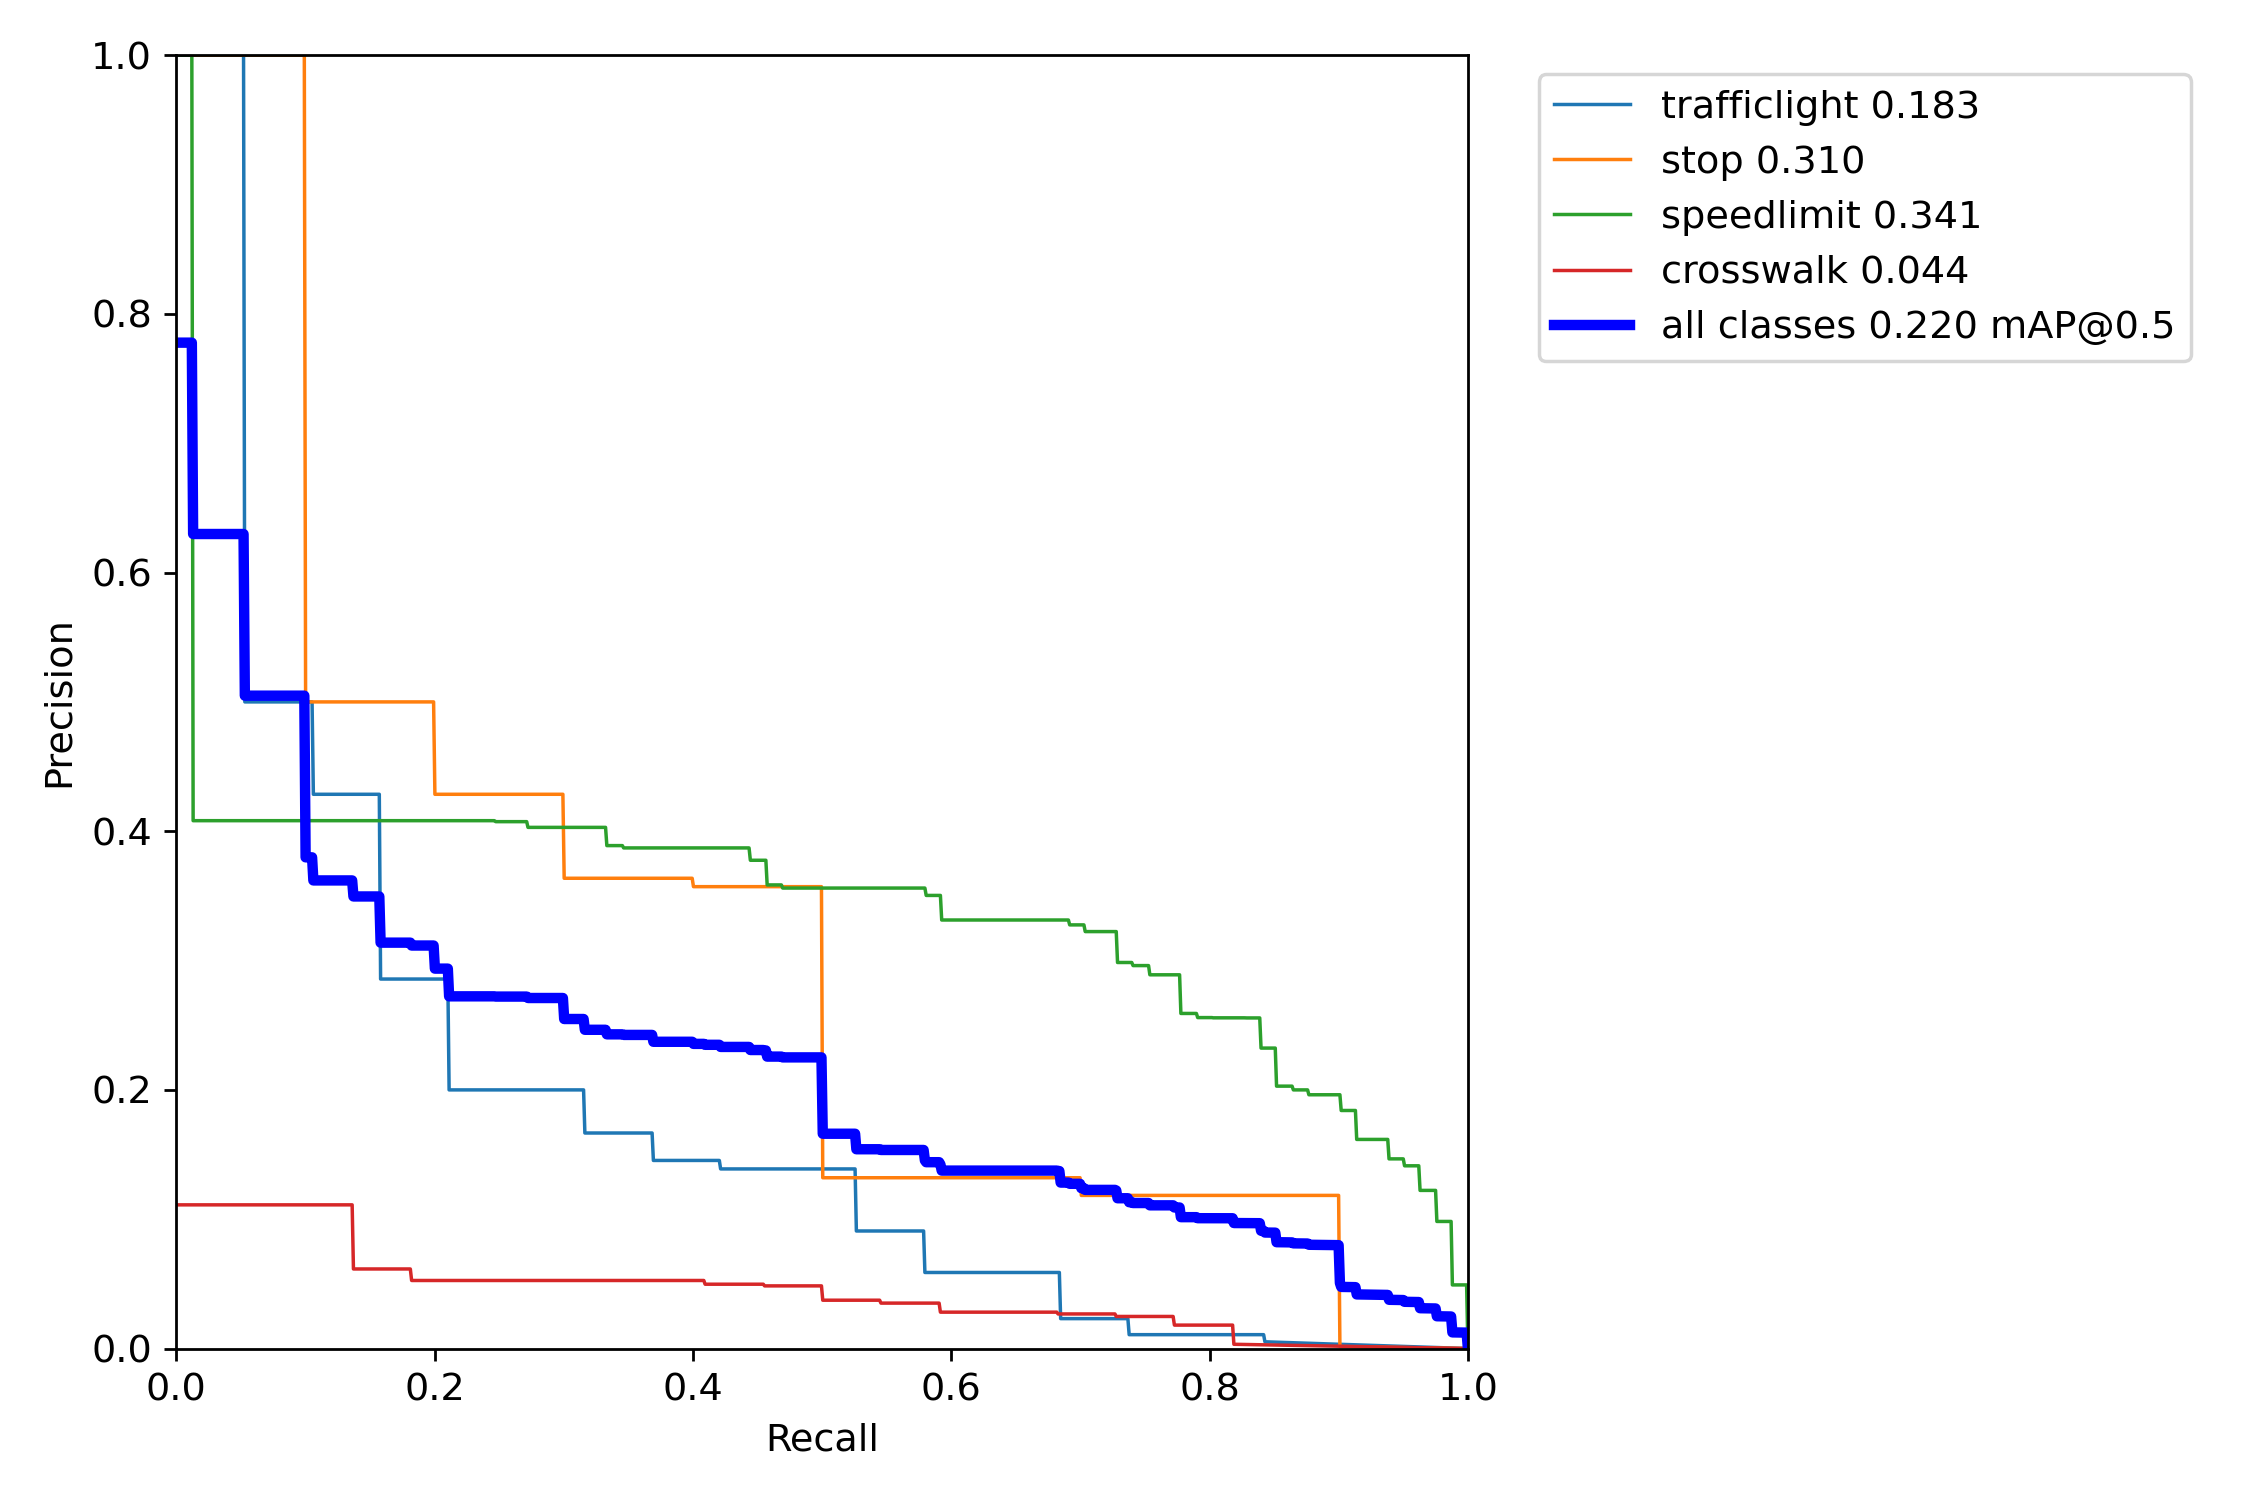 1.0
0.8
0.6
0.4
0.2
0.0
Precision
0.0 0.2 0.4 0.6 0.8 1.0
Recall
trafficlight 0.183
stop 0.310
speedlimit 0.341
crosswalk 0.044
all classes 0.220 mAP@0.5